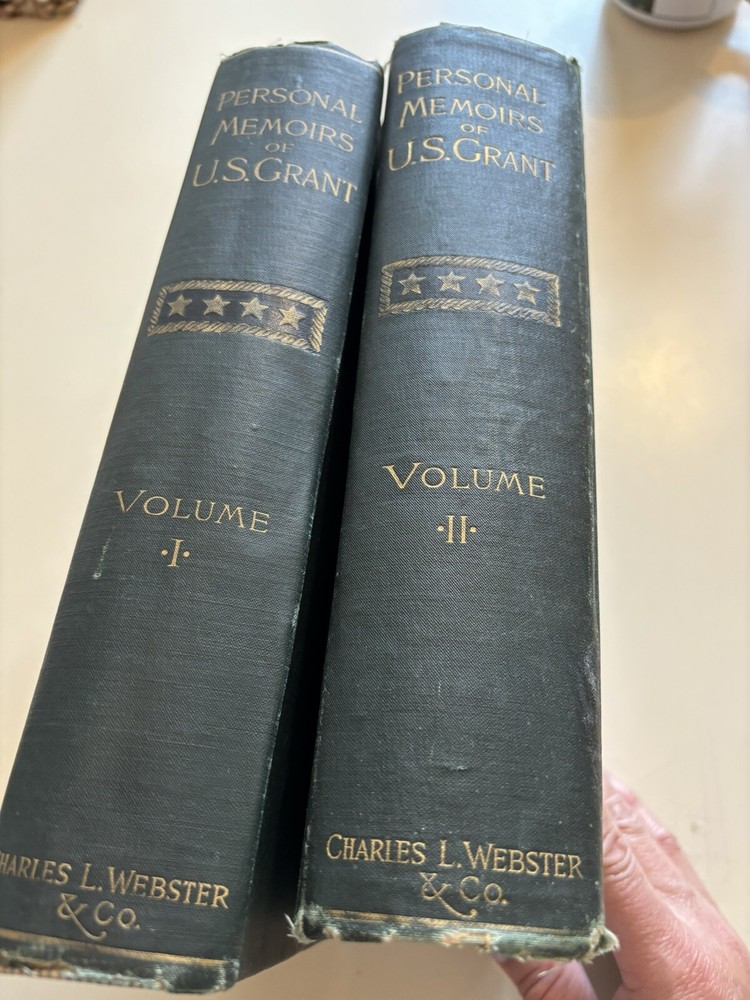 PERSONAL
MEMOIRS
OF
U.S. GRANT
VOLUME
·I·
CHARLES L. WEBSTER
& CO.
PERSONAL
MEMOIRS
OF
U.S. GRANT
VOLUME
·II·
CHARLES L. WEBSTER
& CO.